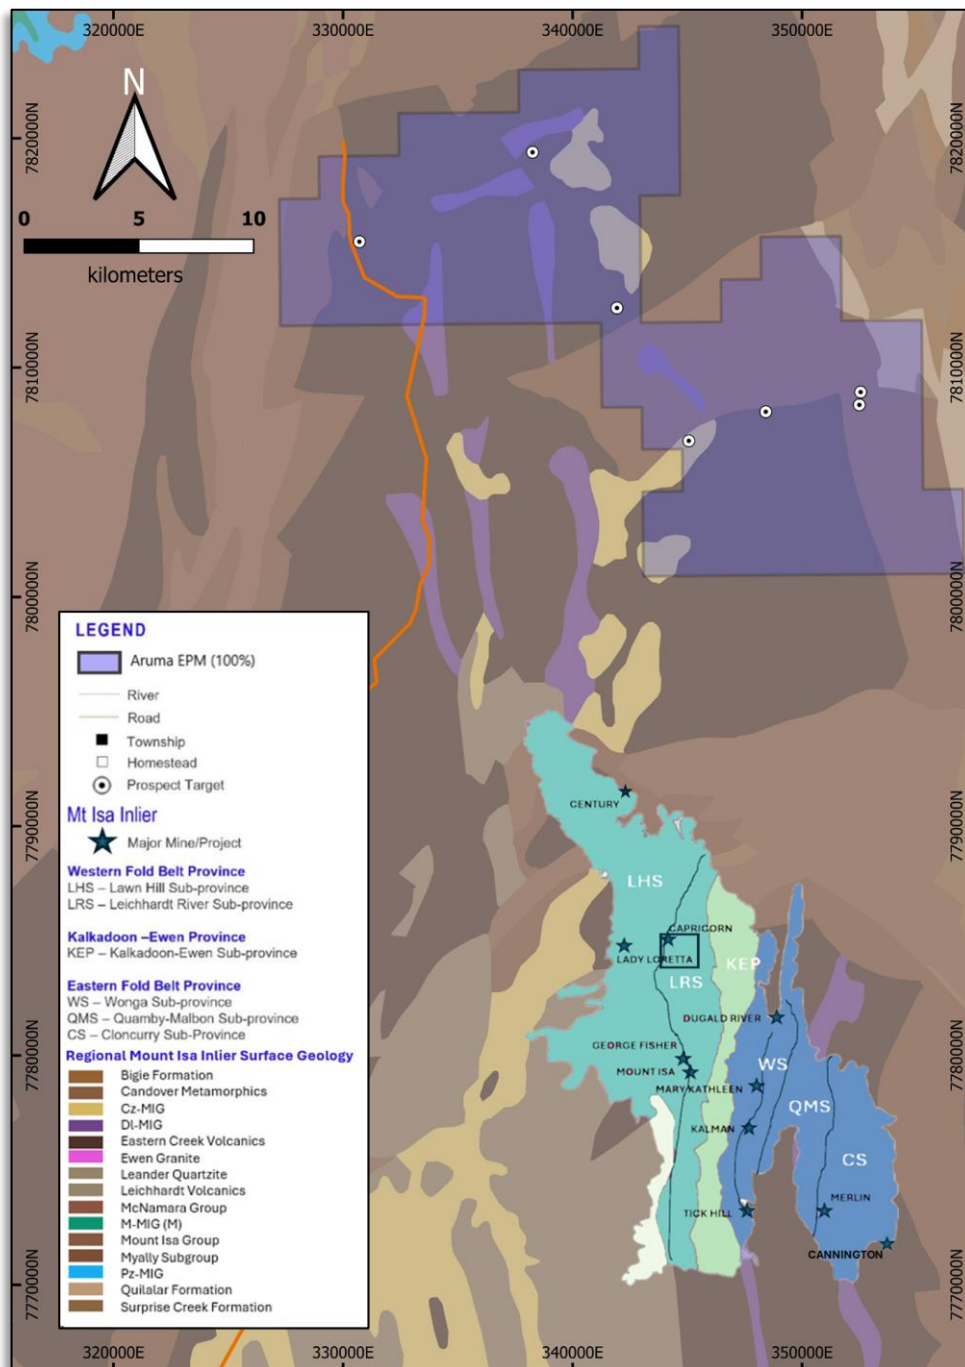 320000E 330000E 340000E 350000E
7820000N
7820000N
N
0 5 10
kilometers
7810000N
7810000N
7800000N
7800000N
LEGEND
Aruma EPM (100%)
River
Road
Township
Homestead
Prospect Target
Mt Isa Inlier
Major Mine/Project
Western Fold Belt Province
LHS – Lawn Hill Sub-province
LRS – Leichhardt River Sub-province
Kalkadoon –Ewen Province
KEP – Kalkadoon-Ewen Sub-province
Eastern Fold Belt Province
WS – Wonga Sub-province
QMS – Quamby-Malbon Sub-province
CS – Cloncurry Sub-Province
Regional Mount Isa Inlier Surface Geology
Bigie Formation
Candover Metamorphics
Cz-MIG
Dl-MIG
Eastern Creek Volcanics
Ewen Granite
Leander Quartzite
Leichhardt Volcanics
McNamara Group
M-MIG (M)
Mount Isa Group
Myally Subgroup
Pz-MIG
Quilalar Formation
Surprise Creek Formation
CENTURY
7790000N
LHS
CAPRICORN
LADY LORETTA
KEP
LRS
DUGALD RIVER
GEORGE FISHER
MOUNT ISA
WS
MARY KATHLEEN
7780000N
QMS
KALMAN
CS
TICK HILL
MERLIN
CANNINGTON
7770000N
7770000N
320000E 330000E 340000E 350000E